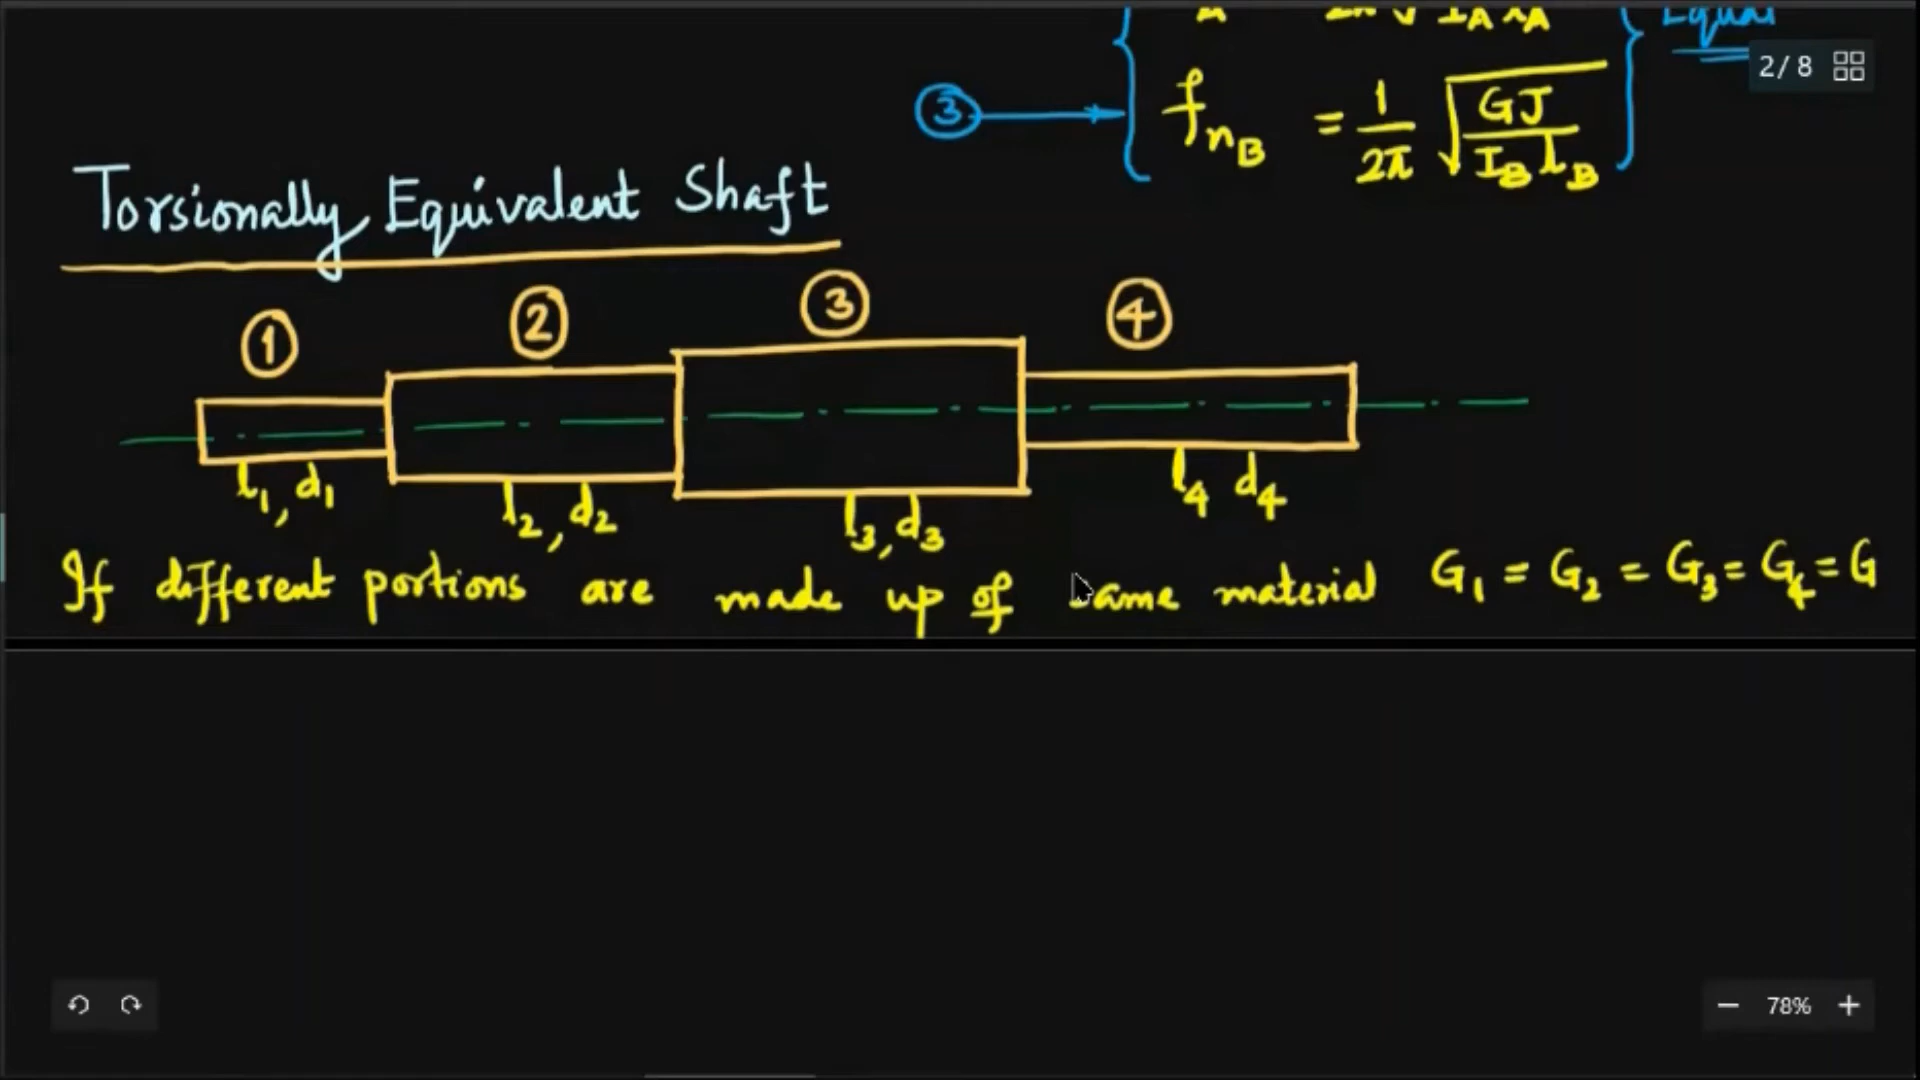 Equal
2/8
③ f_nB = 1/2π √(GJ/I_B l_B)
Torsionally Equivalent Shaft
① ② ③ ④
l₁, d₁ l₂, d₂ l₃, d₃ l₄ d₄
If different portions are made up of same material G₁ = G₂ = G₃ = G₄ = G
78%